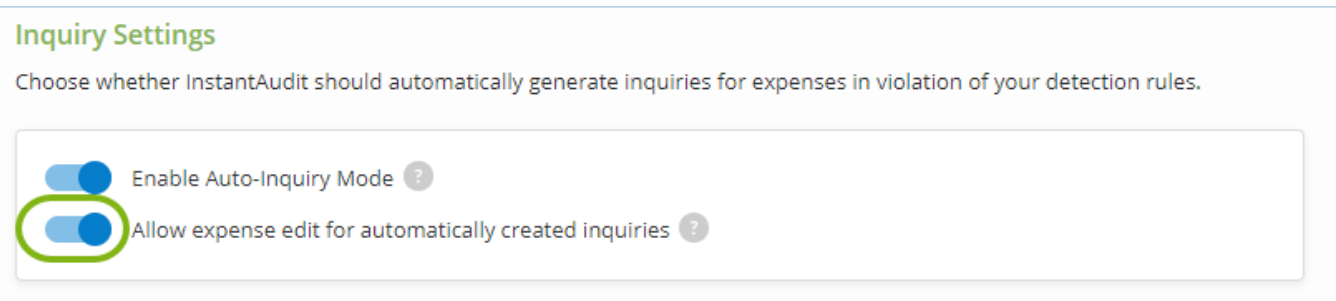 Inquiry Settings
Choose whether InstantAudit should automatically generate inquiries for expenses in violation of your detection rules.
Enable Auto-Inquiry Mode ?
Allow expense edit for automatically created inquiries ?